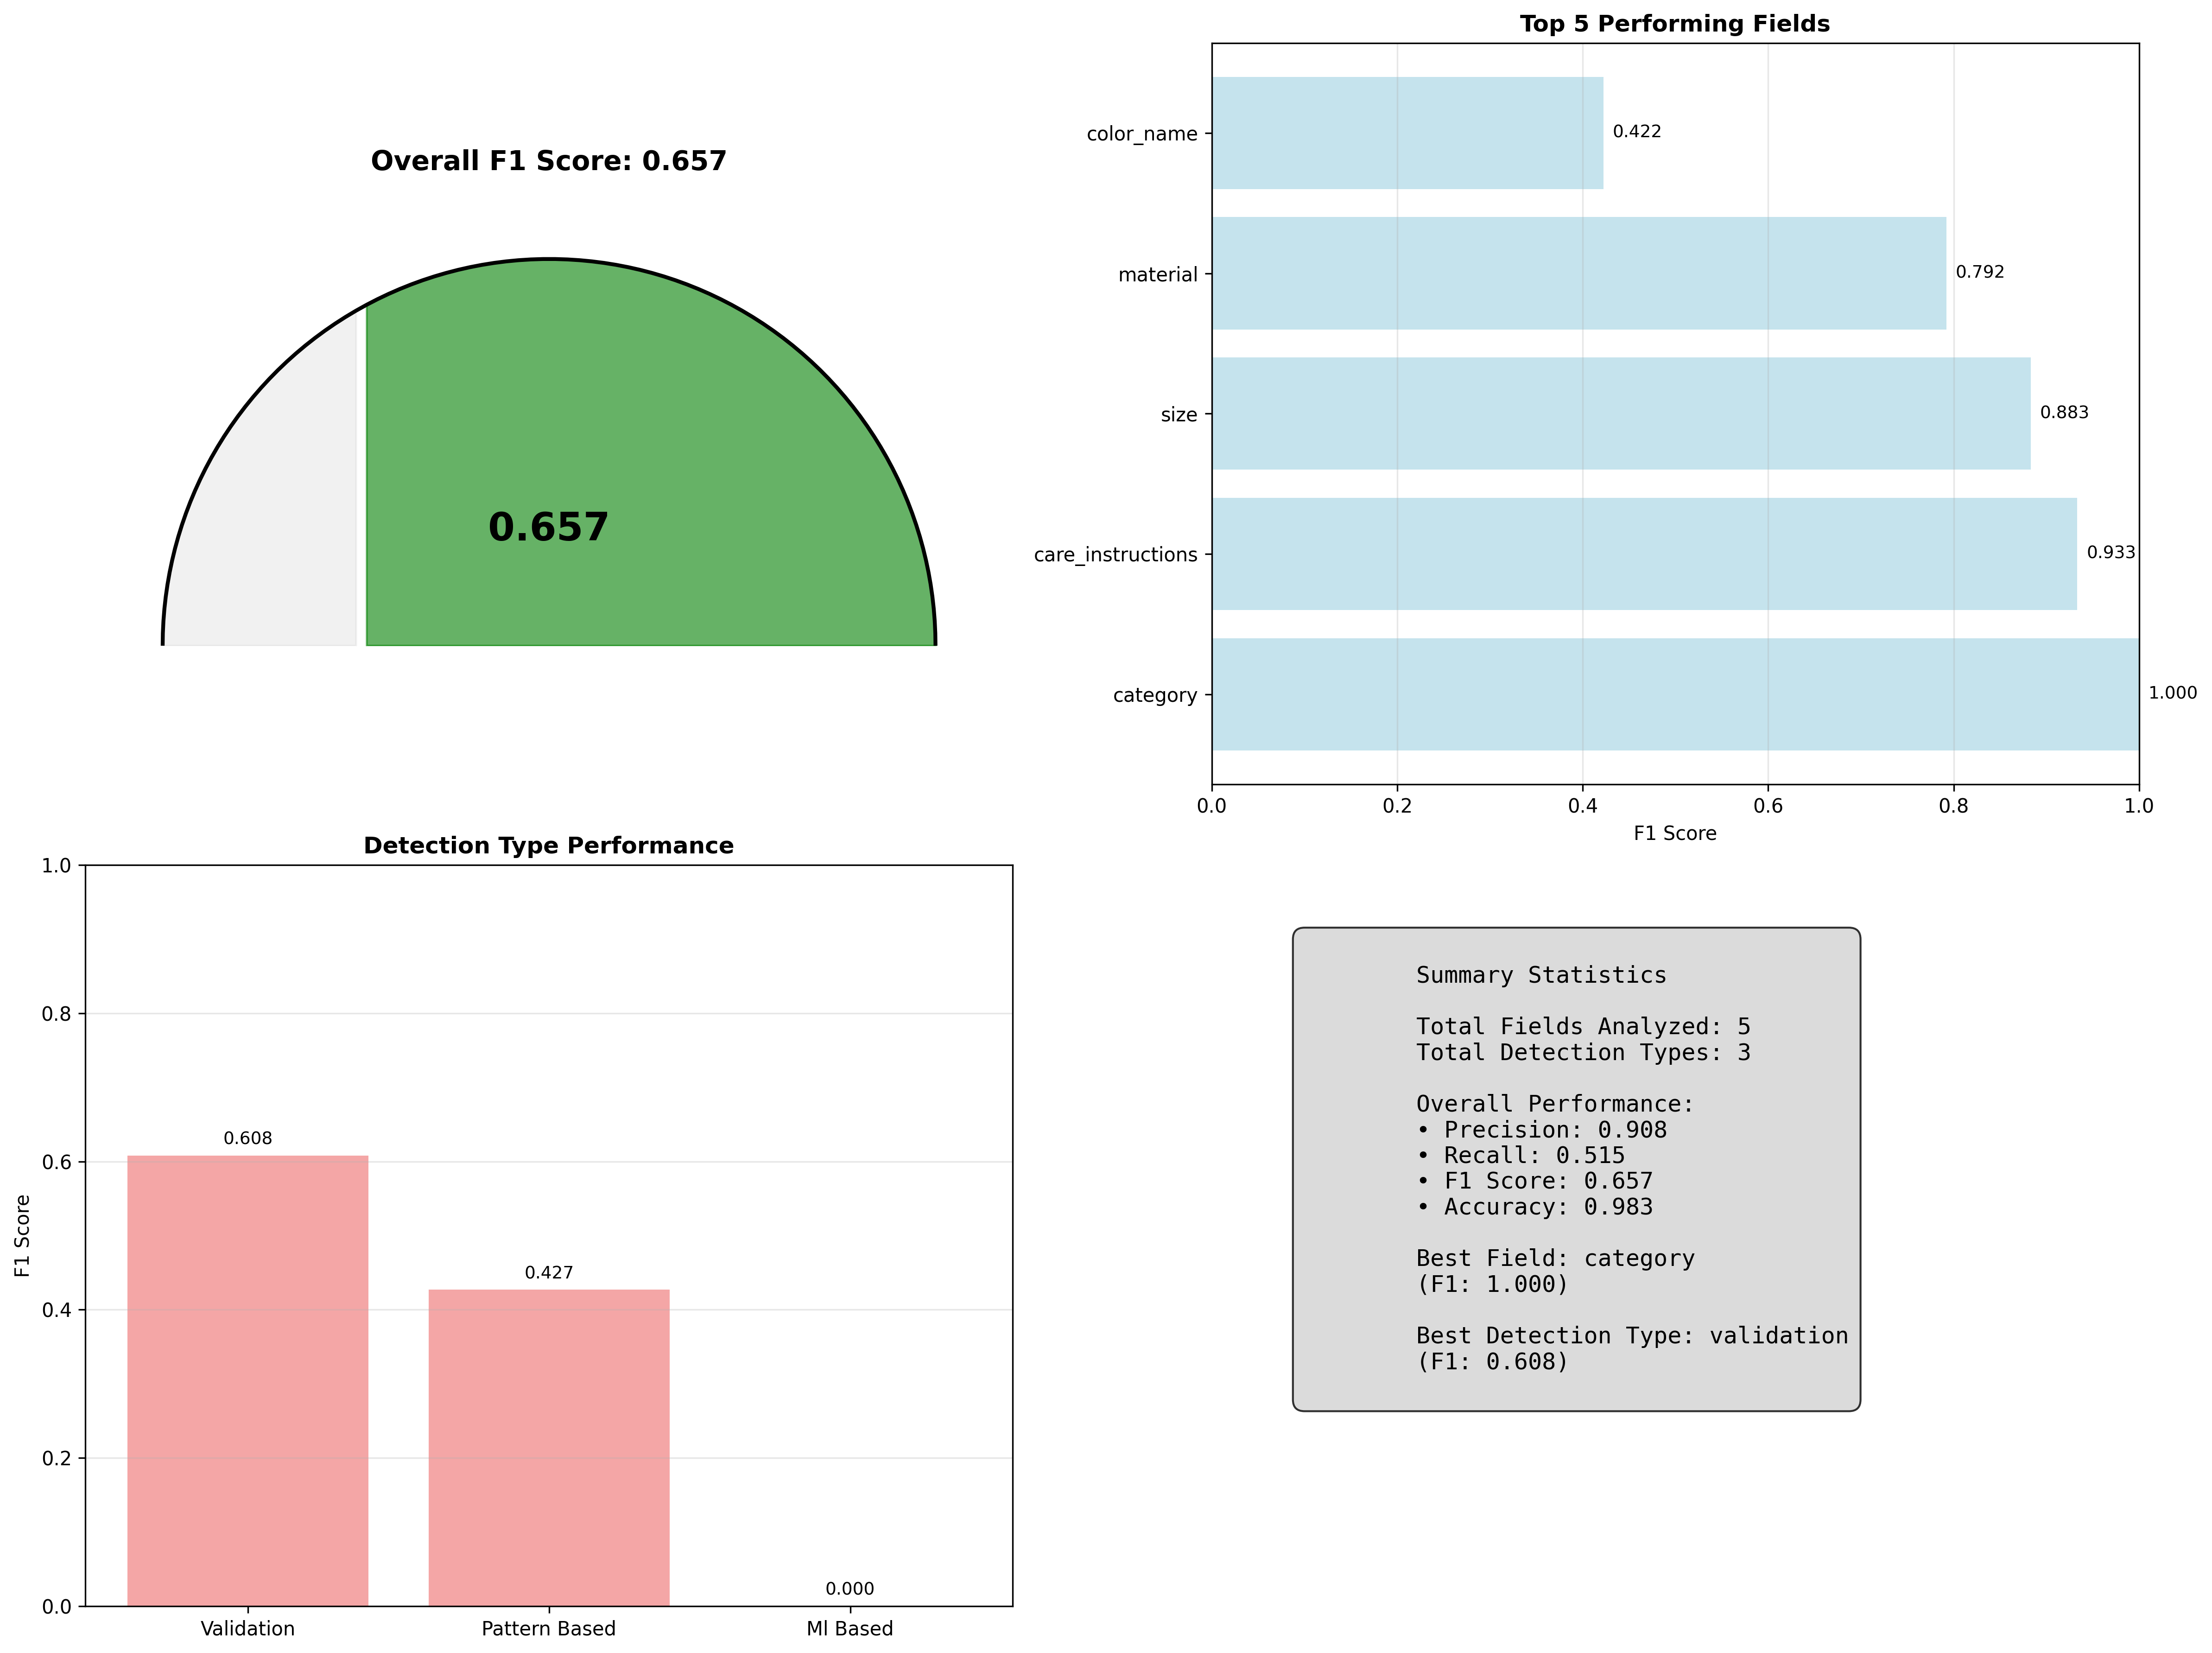 Overall F1 Score: 0.657
0.657
Top 5 Performing Fields
color_name
0.422
material
0.792
size
0.883
care_instructions
0.933
category
1.000
0.0 0.2 0.4 0.6 0.8 1.0
F1 Score
Detection Type Performance
1.0
0.8
0.6
0.4
0.2
0.0
F1 Score
0.608
0.427
0.000
Validation Pattern Based Ml Based
Summary Statistics
Total Fields Analyzed: 5
Total Detection Types: 3
Overall Performance:
• Precision: 0.908
• Recall: 0.515
• F1 Score: 0.657
• Accuracy: 0.983
Best Field: category
(F1: 1.000)
Best Detection Type: validation
(F1: 0.608)